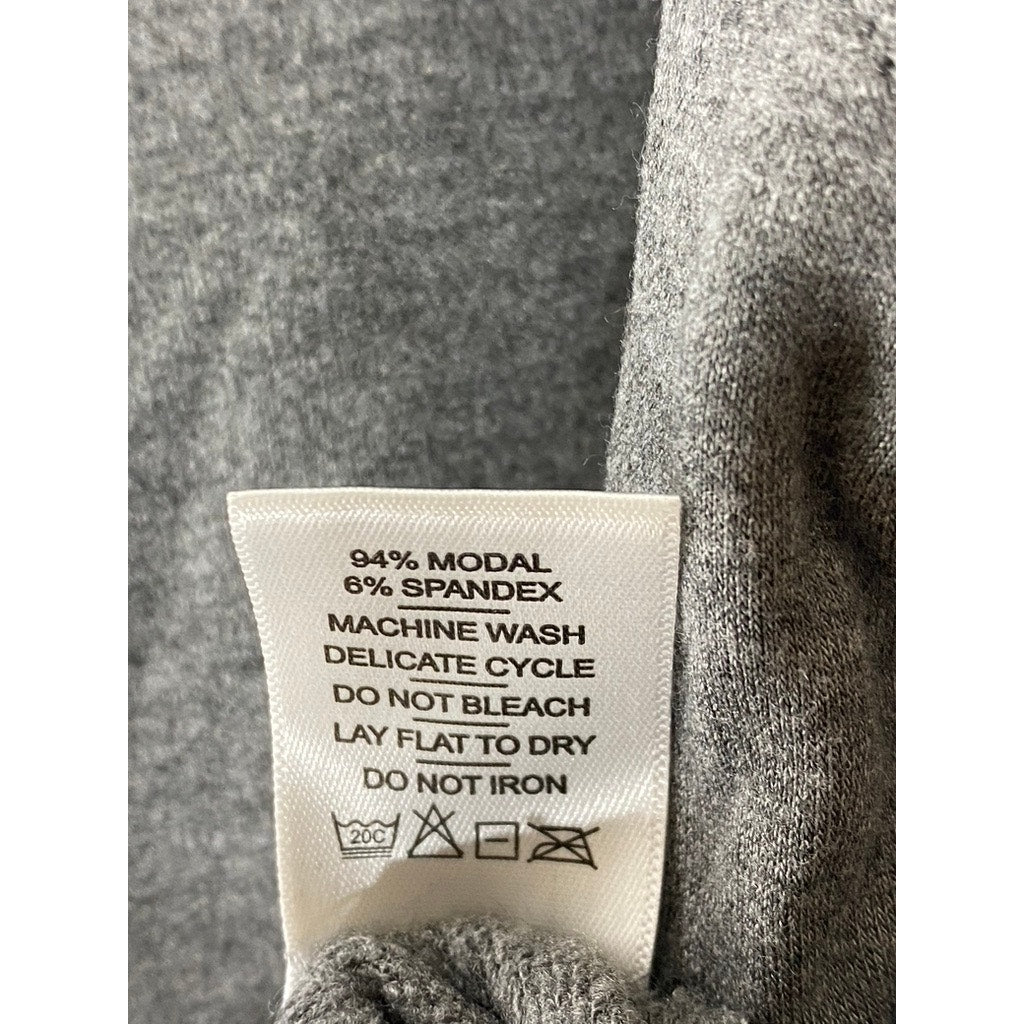 94% MODAL
6% SPANDEX
MACHINE WASH
DELICATE CYCLE
DO NOT BLEACH
LAY FLAT TO DRY
DO NOT IRON
20C